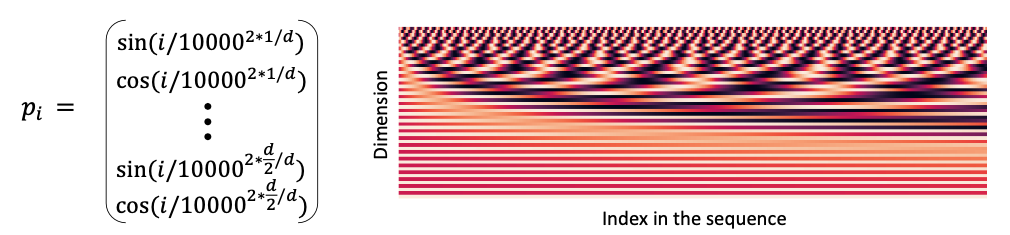 p_i =
sin(i/10000^{2*1/d})
cos(i/10000^{2*1/d})
⋮
sin(i/10000^{2*\frac{d}{2}/d})
cos(i/10000^{2*\frac{d}{2}/d})
Dimension
Index in the sequence